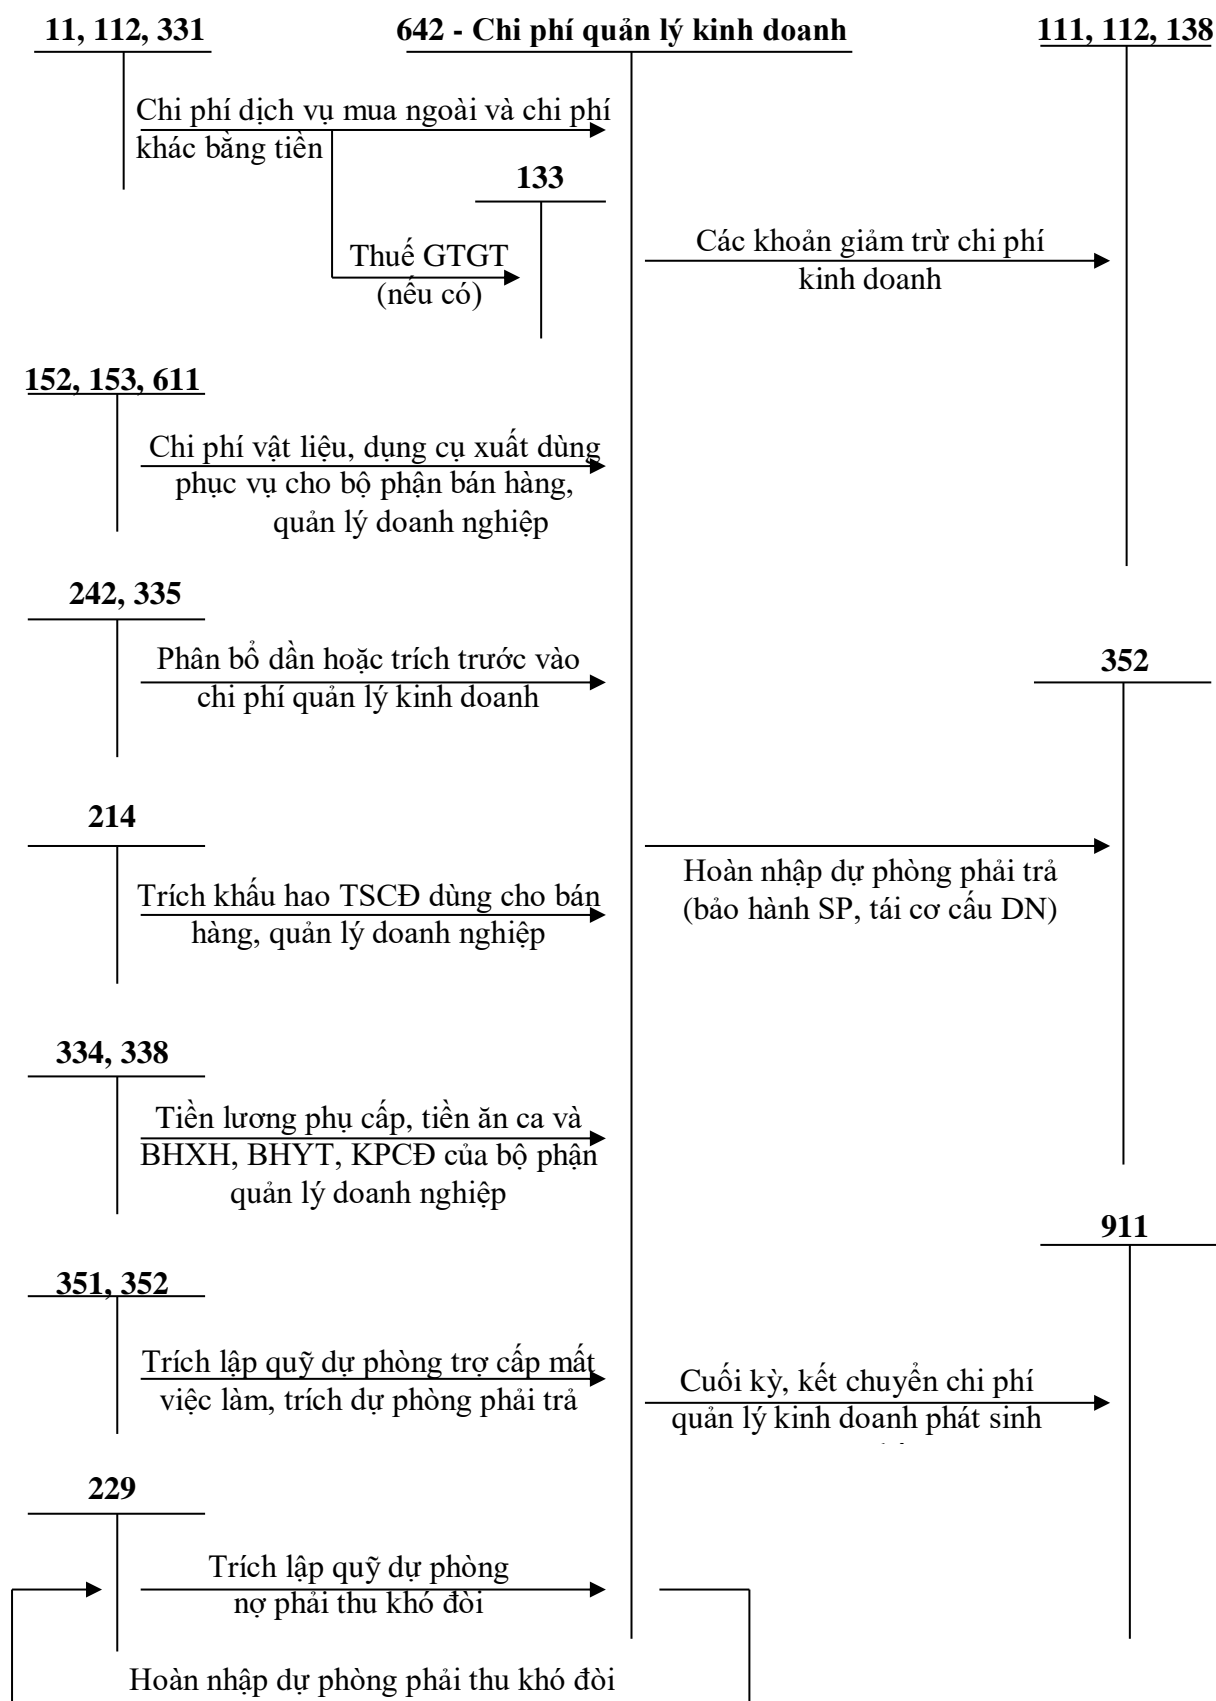 11, 112, 331
642 - Chi phí quản lý kinh doanh
111, 112, 138
Chi phí dịch vụ mua ngoài và chi phí
khác bằng tiền
133
Thuế GTGT
(nếu có)
Các khoản giảm trừ chi phí
kinh doanh
152, 153, 611
Chi phí vật liệu, dụng cụ xuất dùng
phục vụ cho bộ phận bán hàng,
quản lý doanh nghiệp
242, 335
Phân bổ dần hoặc trích trước vào
chi phí quản lý kinh doanh
352
214
Trích khấu hao TSCĐ dùng cho bán
hàng, quản lý doanh nghiệp
Hoàn nhập dự phòng phải trả
(bảo hành SP, tái cơ cấu DN)
334, 338
Tiền lương phụ cấp, tiền ăn ca và
BHXH, BHYT, KPCĐ của bộ phận
quản lý doanh nghiệp
911
351, 352
Trích lập quỹ dự phòng trợ cấp mất
việc làm, trích dự phòng phải trả
Cuối kỳ, kết chuyển chi phí
quản lý kinh doanh phát sinh
229
Trích lập quỹ dự phòng
nợ phải thu khó đòi
Hoàn nhập dự phòng phải thu khó đòi